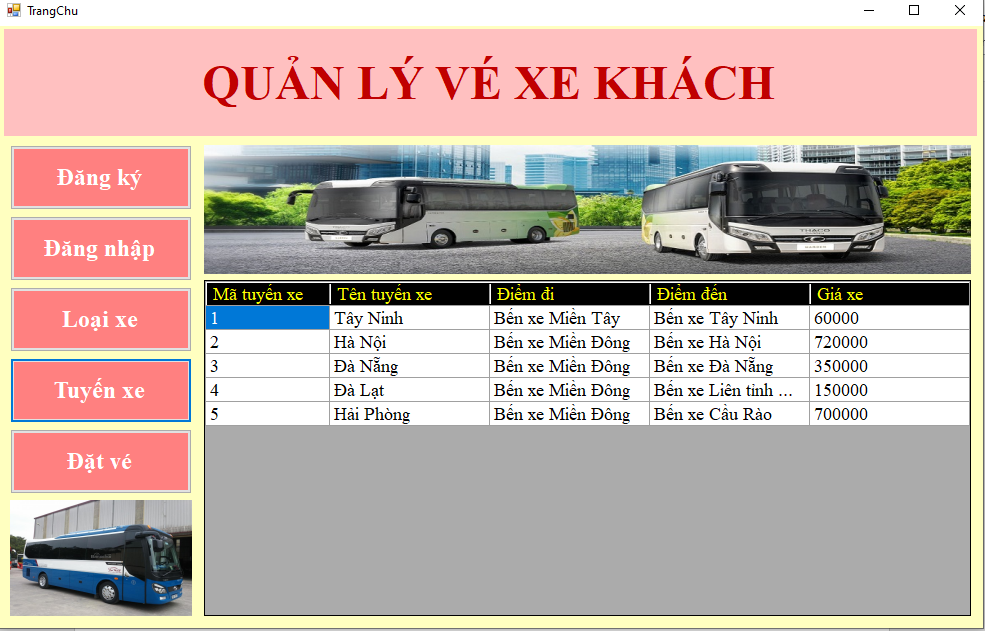 TrangChu
QUẢN LÝ VÉ XE KHÁCH
Đăng ký
Đăng nhập
Loại xe
Tuyến xe
Đặt vé
THACO
Mã tuyến xe Tên tuyến xe Điểm đi Điểm đến Giá xe
1 Tây Ninh Bến xe Miền Tây Bến xe Tây Ninh 60000
2 Hà Nội Bến xe Miền Đông Bến xe Hà Nội 720000
3 Đà Nẵng Bến xe Miền Đông Bến xe Đà Nẵng 350000
4 Đà Lạt Bến xe Miền Đông Bến xe Liên tỉnh ... 150000
5 Hải Phòng Bến xe Miền Đông Bến xe Cầu Rào 700000